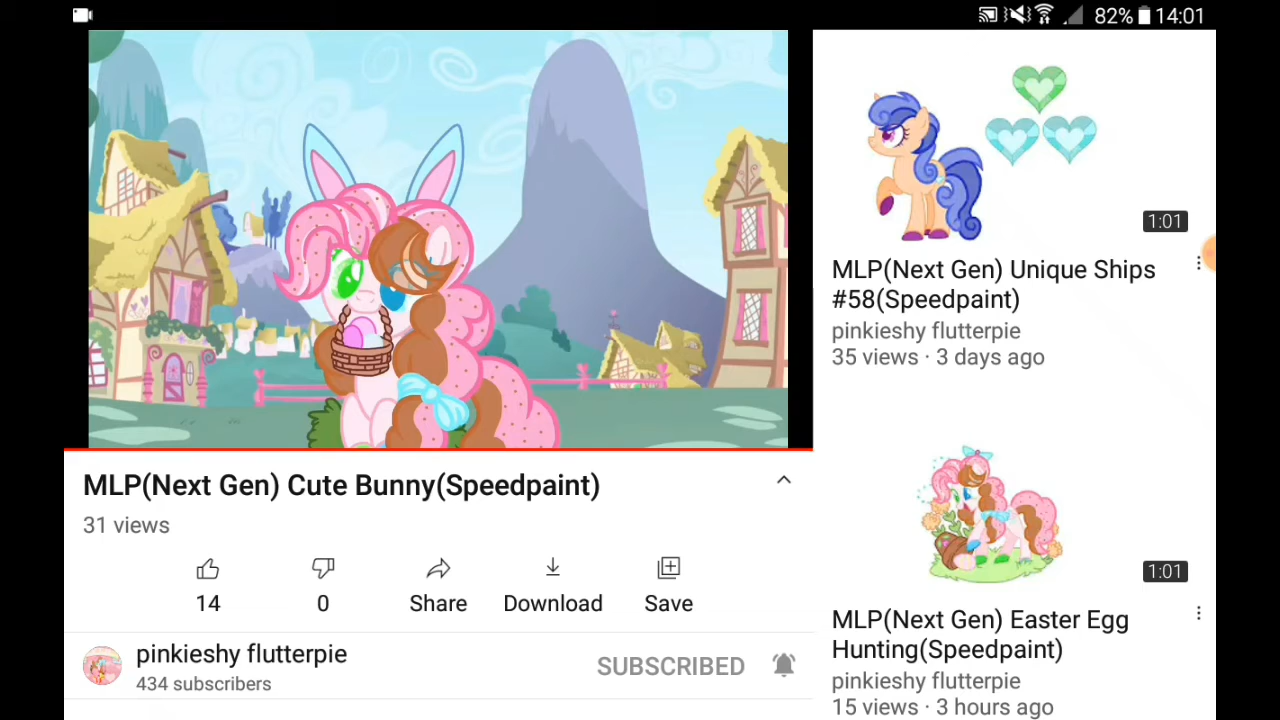 82% 14:01
MLP(Next Gen) Cute Bunny(Speedpaint)
31 views
14
0
Share
Download
Save
pinkieshy flutterpie
434 subscribers
SUBSCRIBED
1:01
MLP(Next Gen) Unique Ships
#58(Speedpaint)
pinkieshy flutterpie
35 views · 3 days ago
1:01
MLP(Next Gen) Easter Egg
Hunting(Speedpaint)
pinkieshy flutterpie
15 views · 3 hours ago